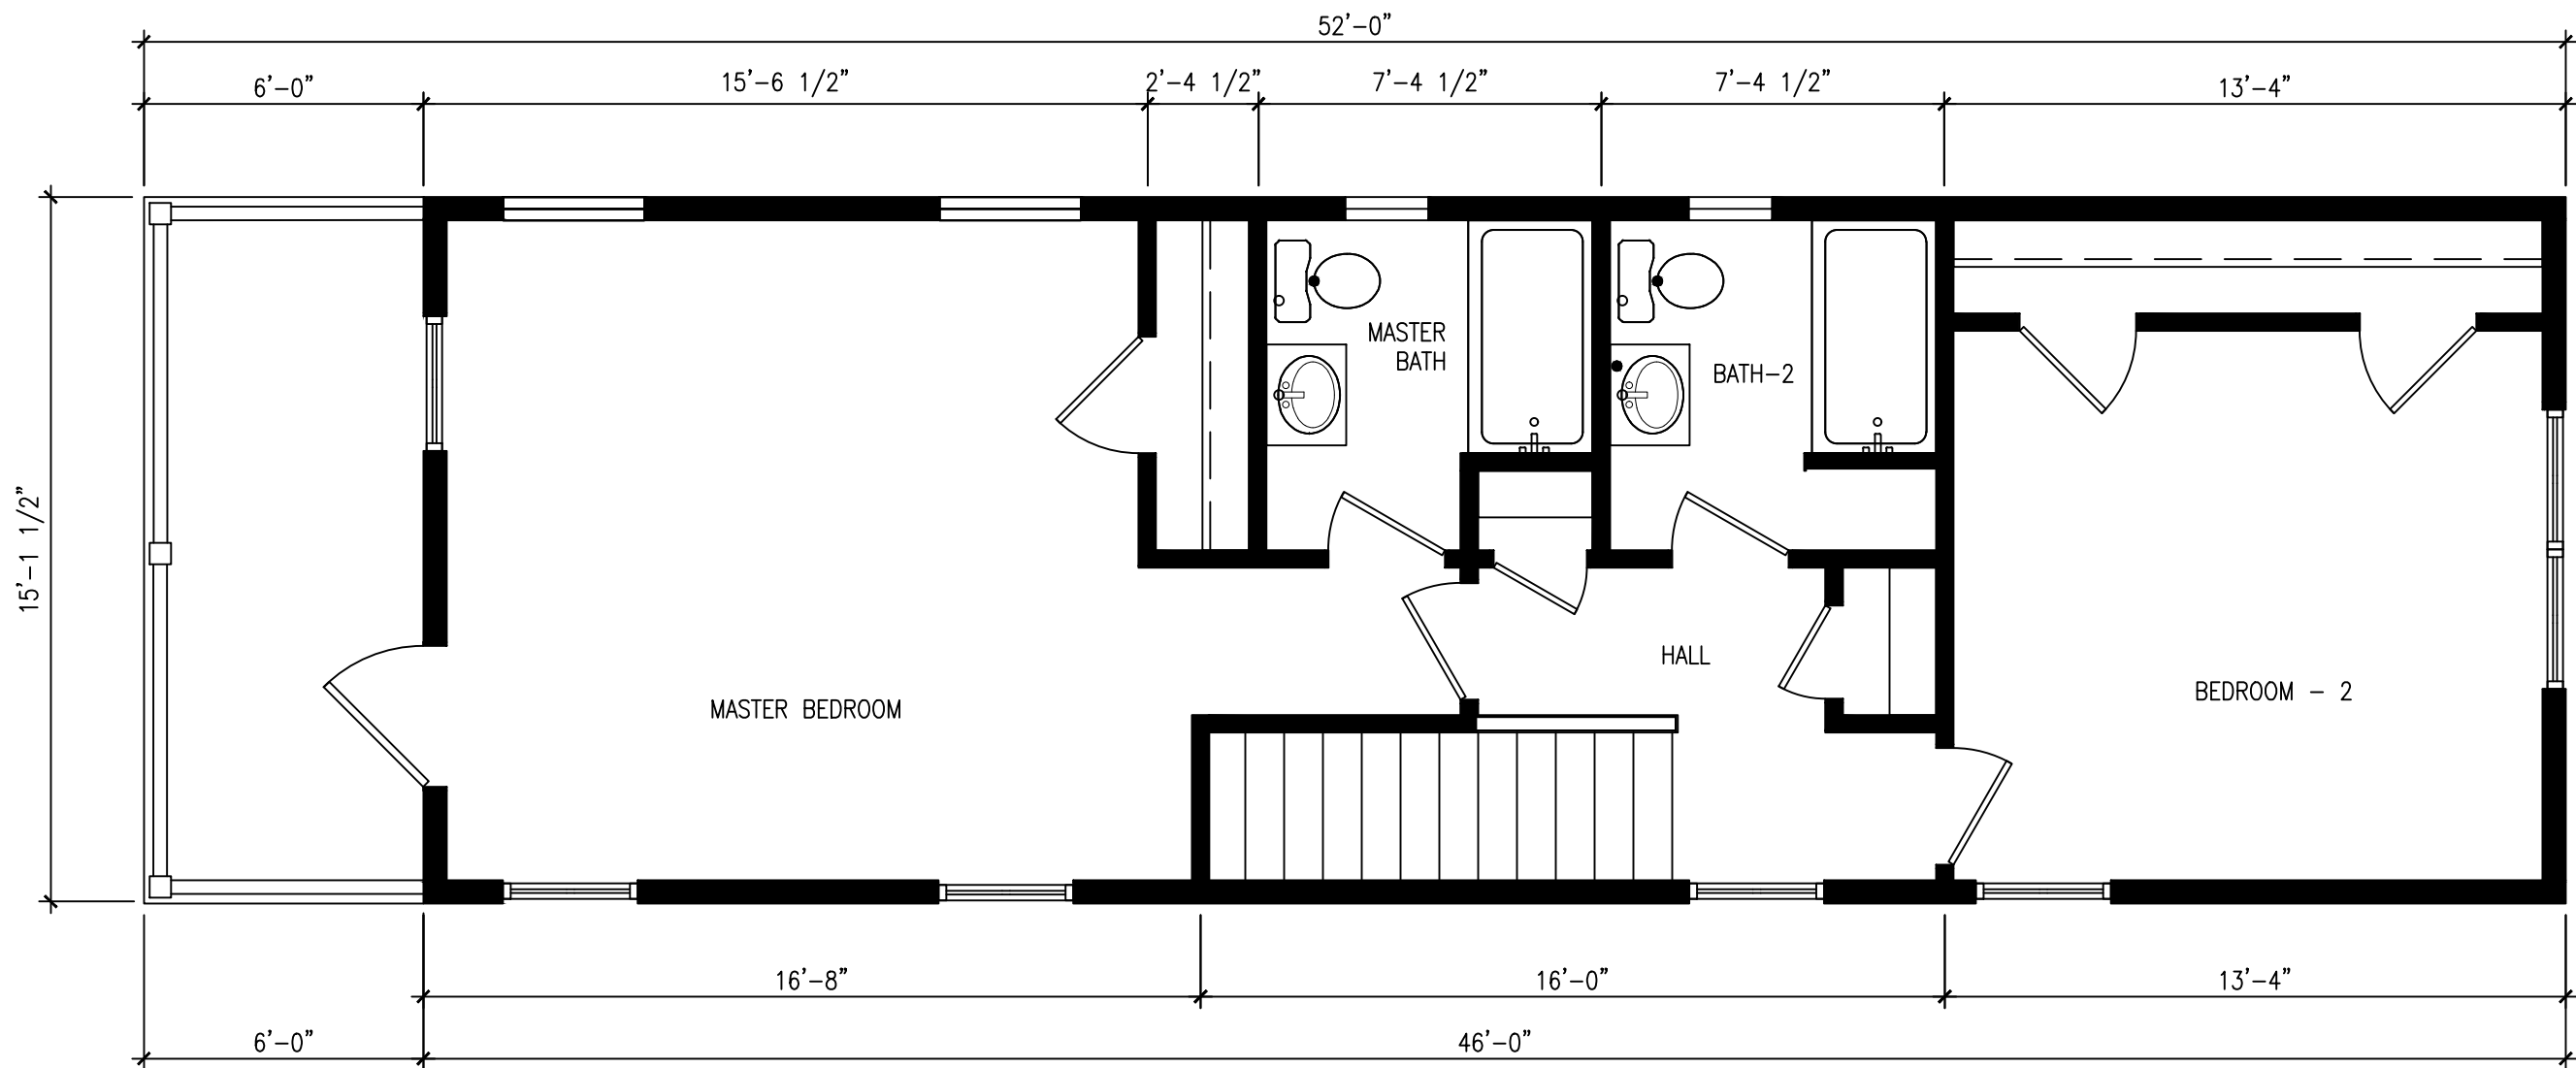 52'-0"
6'-0"
15'-6 1/2"
2'-4 1/2"
7'-4 1/2"
7'-4 1/2"
13'-4"
15'-1 1/2"
MASTER
BATH
BATH-2
HALL
MASTER BEDROOM
BEDROOM - 2
16'-8"
16'-0"
13'-4"
6'-0"
46'-0"